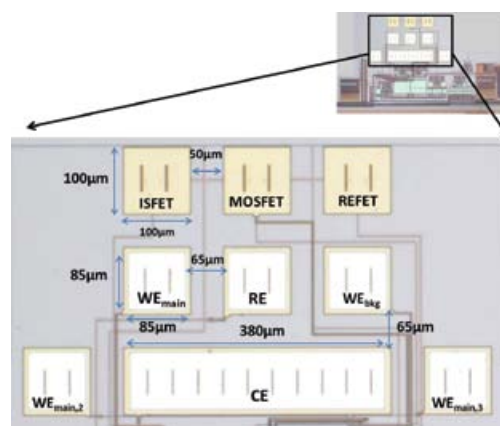 50μm
100μm
ISFET
MOSFET
REFET
100μm
65μm
85μm
WEmain
RE
WEbkg
85μm
380μm
65μm
WEmain,2
CE
WEmain,3